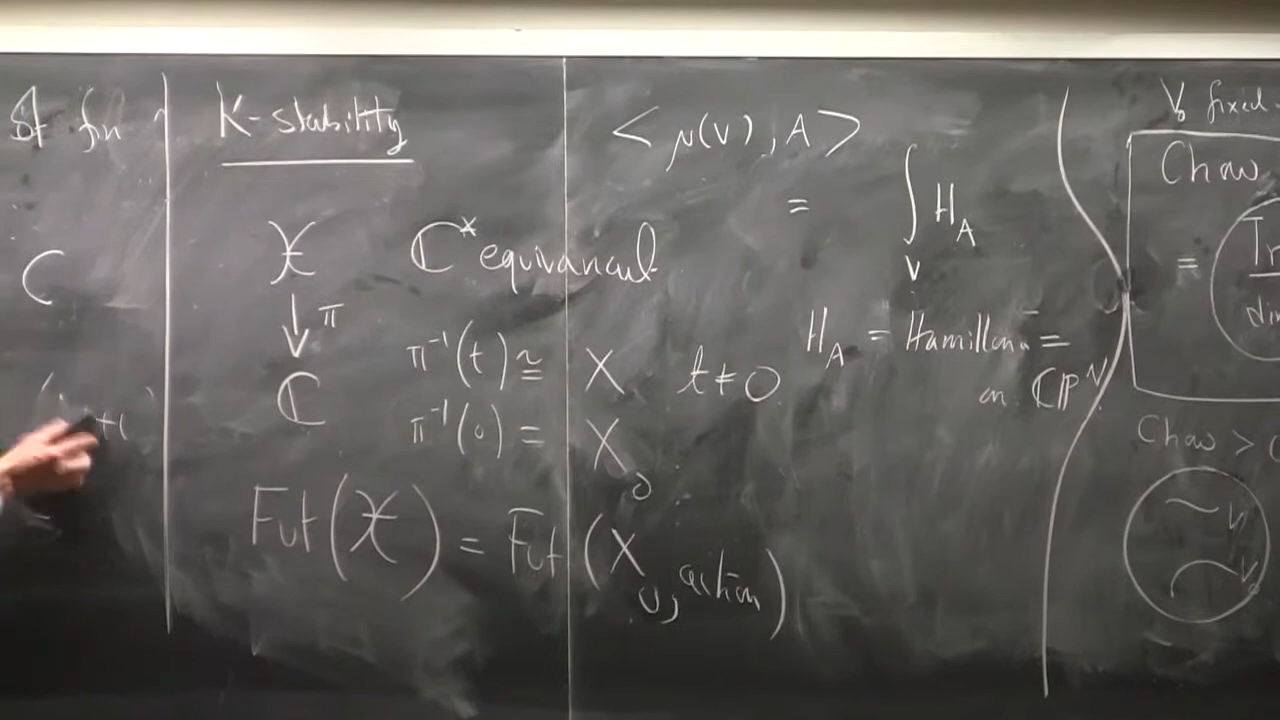 K-stability
𝒳 ℂ* equivariant
↓ π
ℂ
π⁻¹(t) ≅ X t≠0
π⁻¹(0) = X₀
Fut(𝒳) = Fut(X₀, action)
<μ(V), A>
= ∫_V H_A
H_A =
on ℂP^N
V₀ fixed
Chow
=
Chow >
C